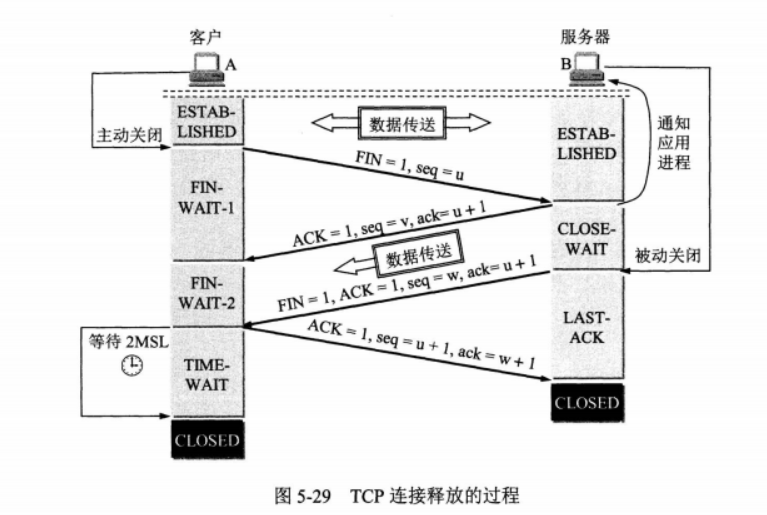 客户
服务器
A
B
ESTAB-
LISHED
数据传送
主动关闭
ESTAB-
LISHED
通知
应用
进程
FIN = 1, seq = u
FIN-
WAIT-1
ACK = 1, seq = v, ack= u + 1
CLOSE-
WAIT
数据传送
被动关闭
FIN-
WAIT-2
FIN = 1, ACK = 1, seq = w, ack= u + 1
LAST-
ACK
等待 2MSL
ACK = 1, seq = u + 1, ack = w + 1
TIME-
WAIT
CLOSED
CLOSED
图 5-29 TCP 连接释放的过程